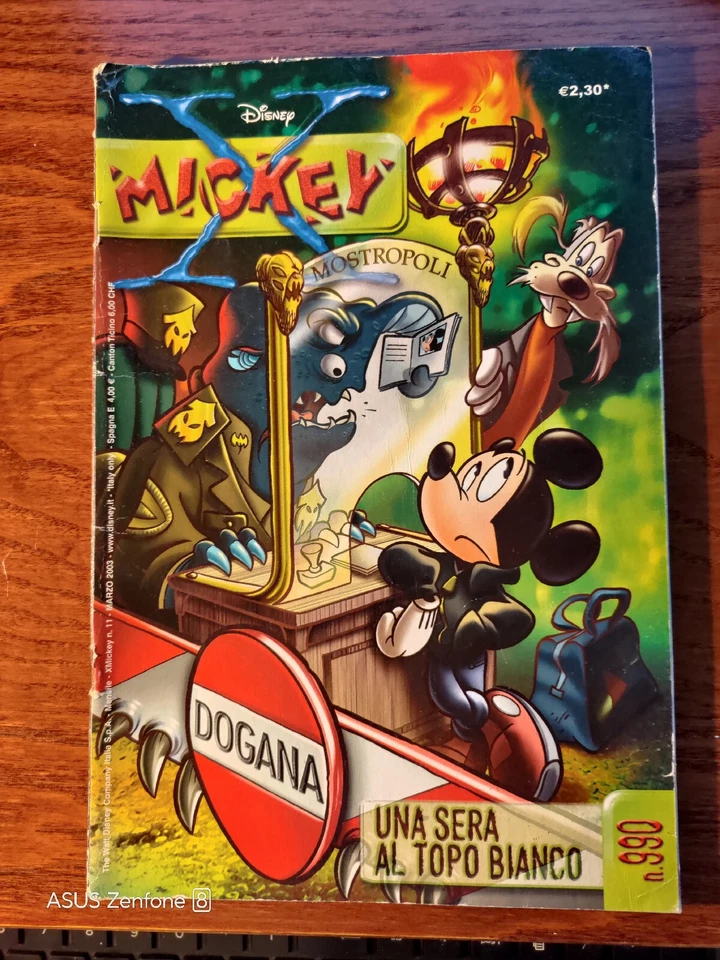 €2,30*
Disney
X
MICKEY
MOSTROPOLI
The Walt Disney Company Italia S.p.A. - Mensile - XMickey n. 11 - MARZO 2003 - www.disney.it - *Italy only - Spagna E 4,00 € - Canton Ticino 6,00 CHF
DOGANA
UNA SERA
AL TOPO BIANCO
n.990
ASUS Zenfone 8